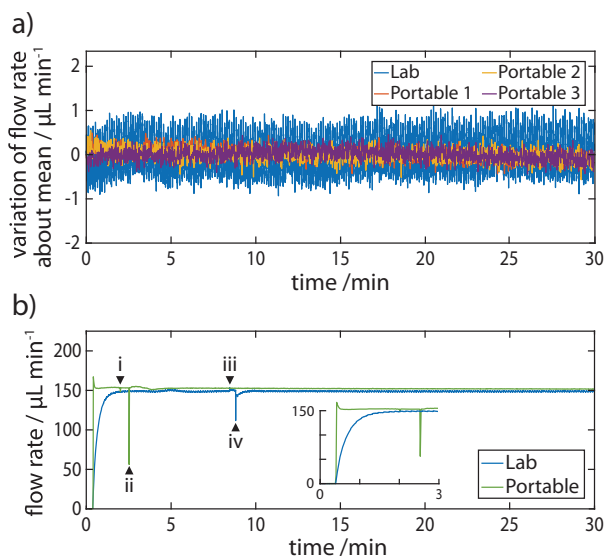 a)
variation of flow rate
about mean / μL min⁻¹
2
1
0
-1
-2
Lab
Portable 2
Portable 1
Portable 3
0 5 10 15 20 25 30
time /min
b)
flow rate / μL min⁻¹
200
150
100
50
0
i
iii
ii
iv
150
0
0 3
Lab
Portable
0 5 10 15 20 25 30
time /min